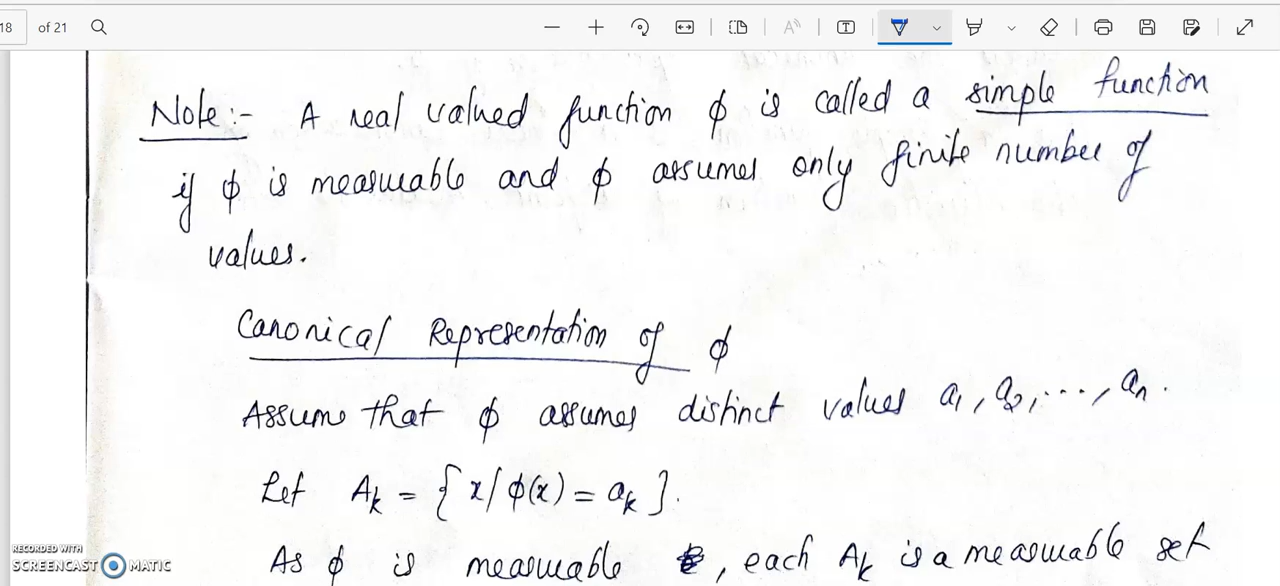 18 of 21
Note:- A real valued function ϕ is called a simple function
if ϕ is measurable and ϕ assumes only finite number of
values.
Canonical Representation of ϕ
Assume that ϕ assumes distinct values a₁, a₂, ..., aₙ.
Let Aₖ = { x / ϕ(x) = aₖ }.
As ϕ is measurable , each Aₖ is a measurable set
RECORDED WITH
SCREENCAST MATIC